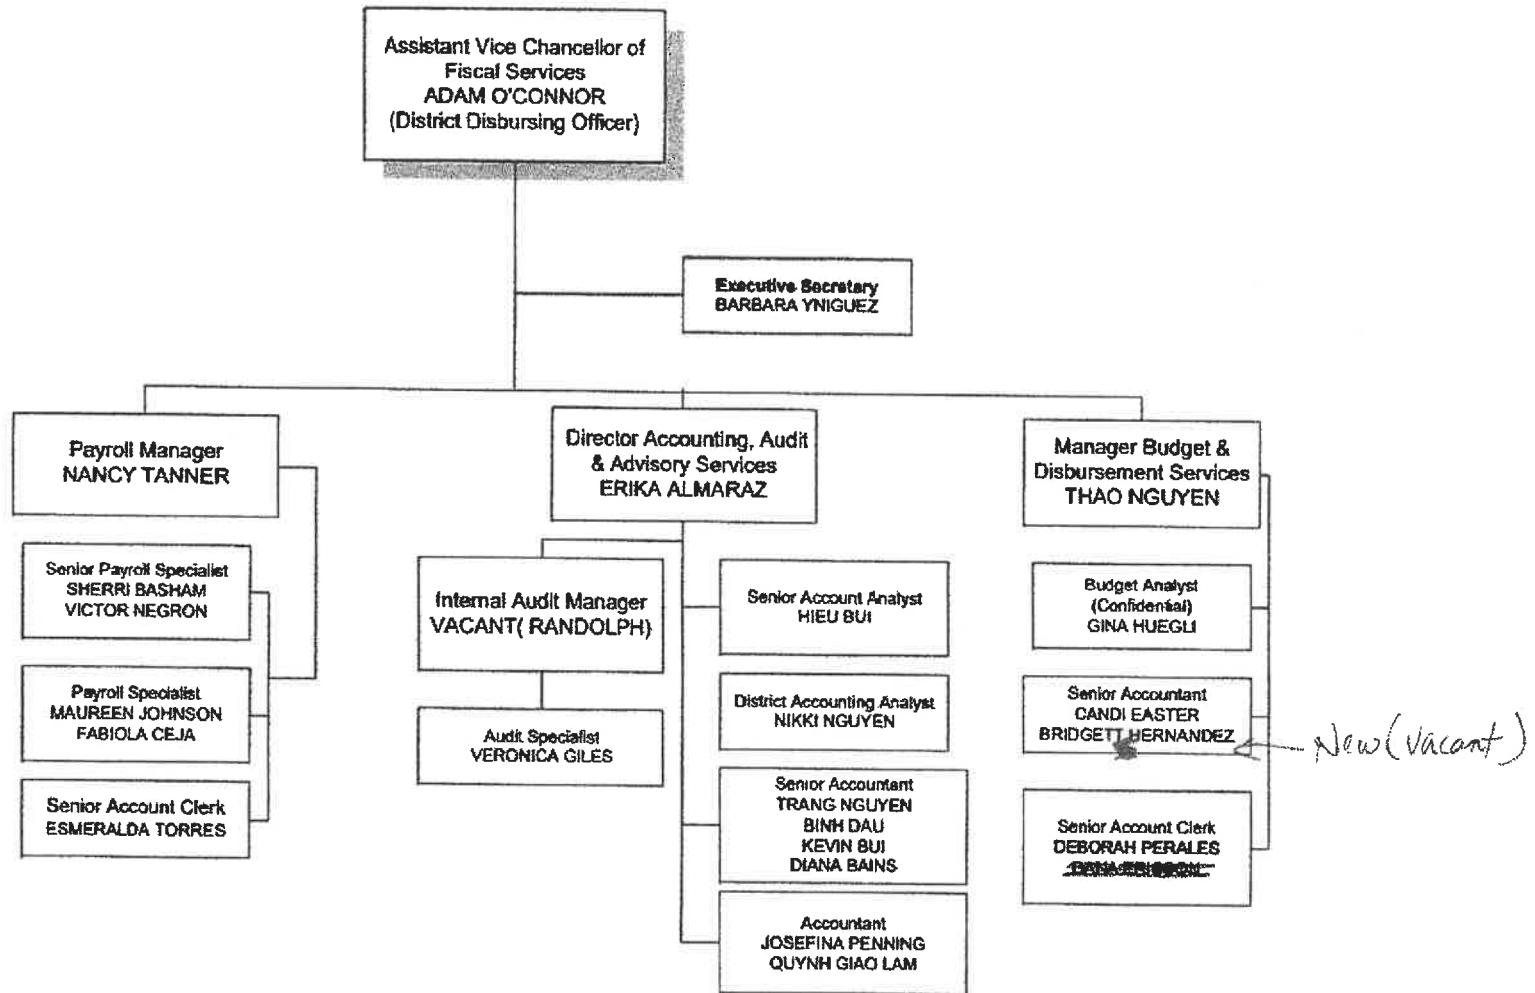 Assistant Vice Chancellor of
Fiscal Services
ADAM O'CONNOR
(District Disbursing Officer)
Executive Secretary
BARBARA YNIGUEZ
Payroll Manager
NANCY TANNER
Senior Payroll Specialist
SHERRI BASHAM
VICTOR NEGRON
Payroll Specialist
MAUREEN JOHNSON
FABIOLA CEJA
Senior Account Clerk
ESMERALDA TORRES
Director Accounting, Audit
& Advisory Services
ERIKA ALMARAZ
Internal Audit Manager
VACANT( RANDOLPH)
Audit Specialist
VERONICA GILES
Senior Account Analyst
HIEU BUI
District Accounting Analyst
NIKKI NGUYEN
Senior Accountant
TRANG NGUYEN
BINH DAU
KEVIN BUI
DIANA BAINS
Accountant
JOSEFINA PENNING
QUYNH GIAO LAM
Manager Budget &
Disbursement Services
THAO NGUYEN
Budget Analyst
(Confidential)
GINA HUEGLI
Senior Accountant
CANDI EASTER
BRIDGETT HERNANDEZ
New (vacant)
Senior Account Clerk
DEBORAH PERALES